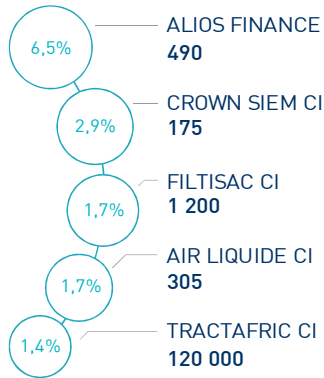 6,5%
ALIOS FINANCE
490
2,9%
CROWN SIEM CI
175
1,7%
FILTISAC CI
1 200
1,7%
AIR LIQUIDE CI
305
1,4%
TRACTAFRIC CI
120 000